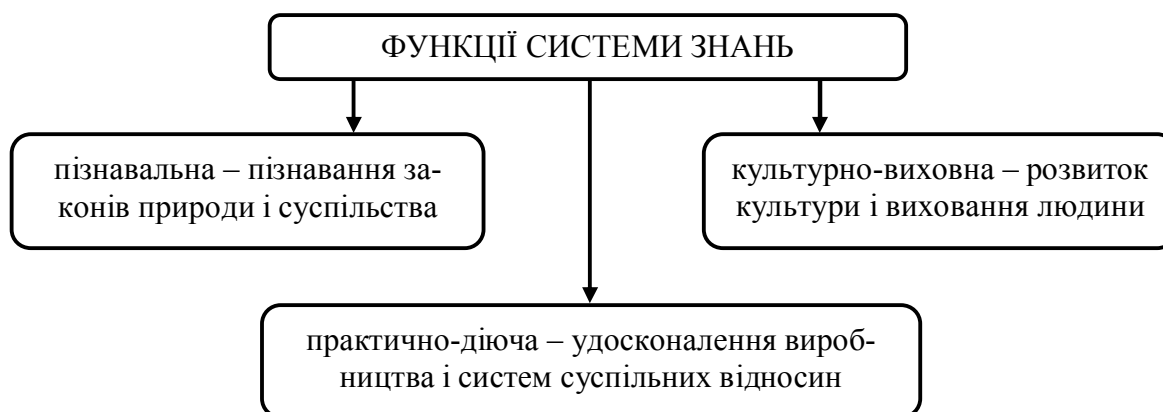 ФУНКЦІЇ СИСТЕМИ ЗНАНЬ
пізнавальна – пізнавання за-
конів природи і суспільства
культурно-виховна – розвиток
культури і виховання людини
практично-діюча – удосконалення вироб-
ництва і систем суспільних відносин